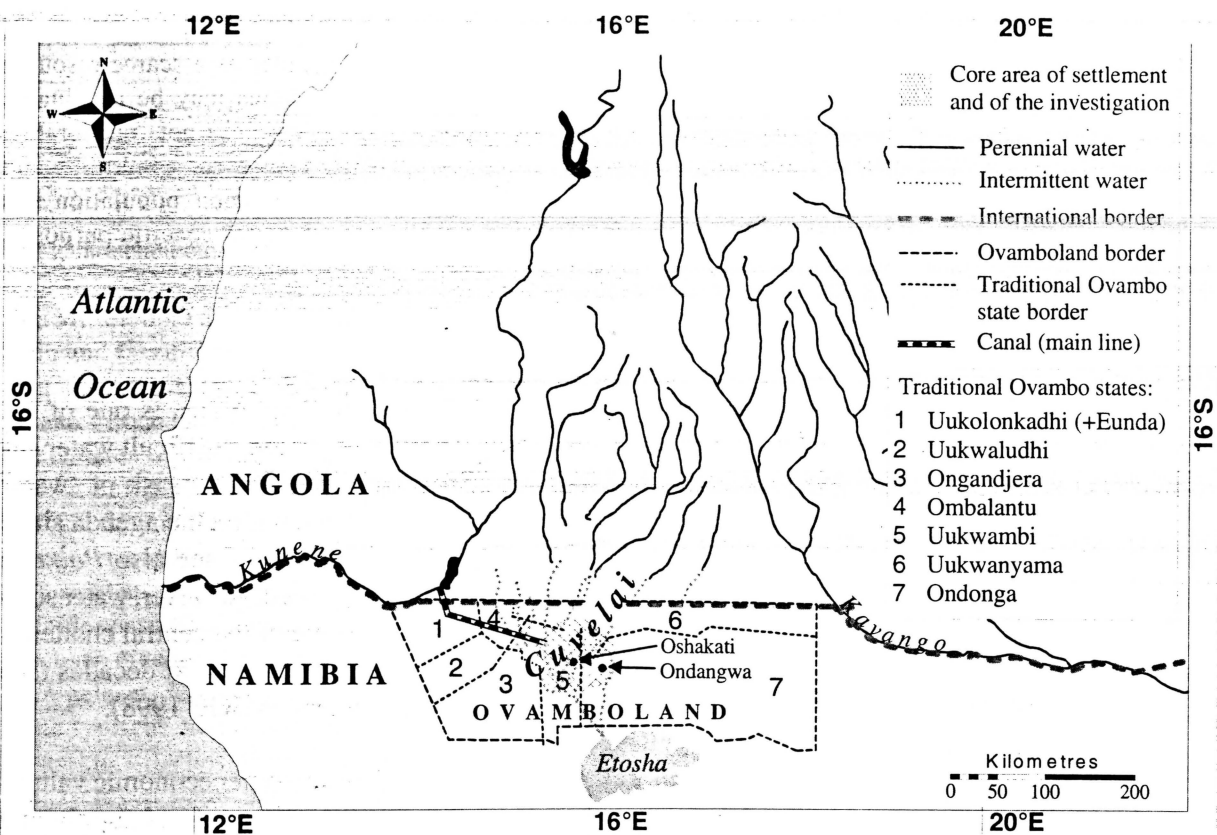 12°E
16°E
20°E
N
W
E
S
Core area of settlement
and of the investigation
Perennial water
Intermittent water
International border
Ovamboland border
Traditional Ovambo
state border
Canal (main line)
Atlantic
Ocean
16°S
16°S
Traditional Ovambo states:
1 Uukolonkadhi (+Eunda)
2 Uukwaludhi
3 Ongandjera
4 Ombalantu
5 Uukwambi
6 Uukwanyama
7 Ondonga
ANGOLA
Kunene
Cuvelai
Kavango
1
4
6
Oshakati
Ondangwa
NAMIBIA
2
3
5
7
OVAMBOLAND
Etosha
Kilometres
0 50 100 200
12°E
16°E
20°E